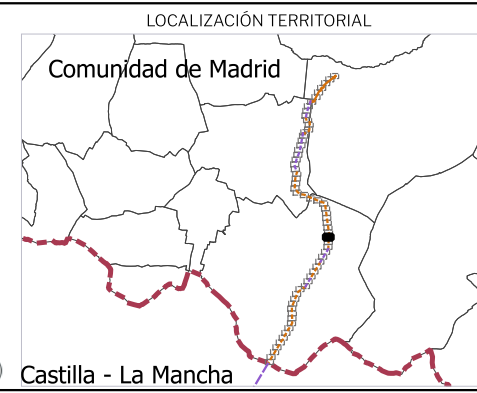 LOCALIZACIÓN TERRITORIAL
Comunidad de Madrid
Castilla - La Mancha